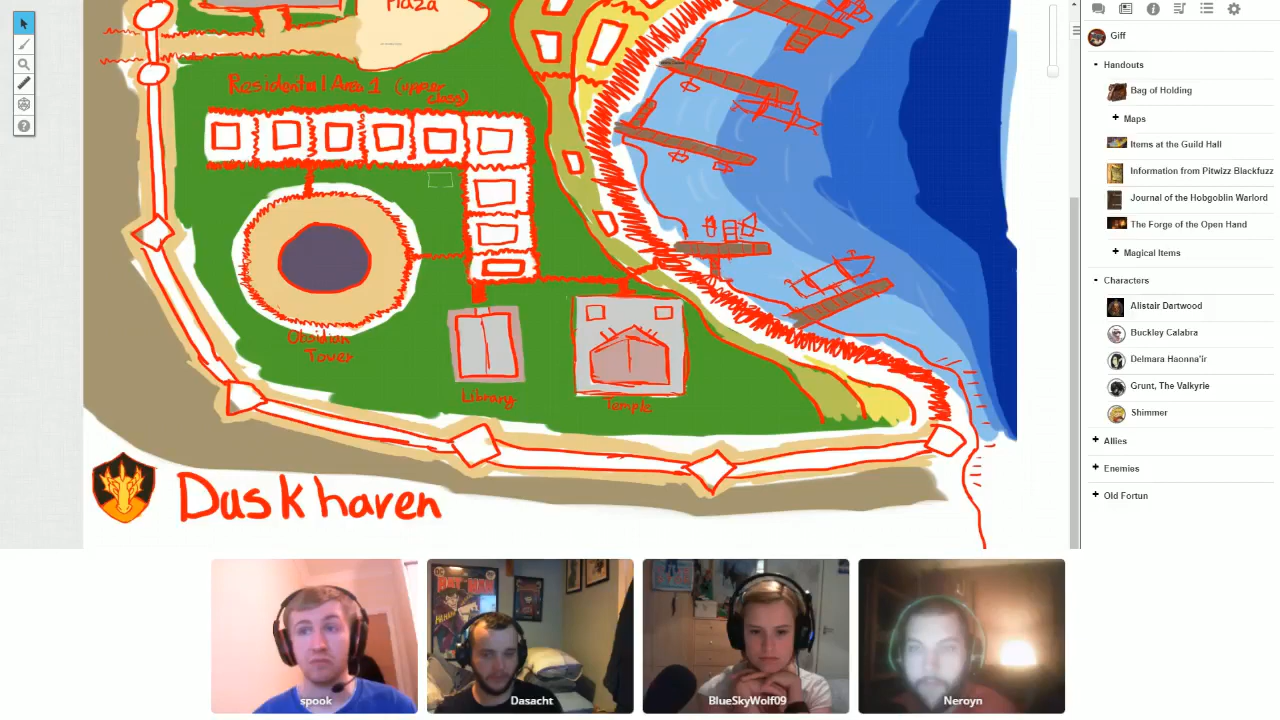 Plaza
Residential Area 1 (upper
class)
Obsidian
Tower
Library
Temple
Duskhaven
Giff
Handouts
Bag of Holding
Maps
Items at the Guild Hall
Information from Pitwizz Blackfuzz
Journal of the Hobgoblin Warlord
The Forge of the Open Hand
Magical Items
Characters
Alistair Dartwood
Buckley Calabra
Delmara Haonna'ir
Grunt, The Valkyrie
Shimmer
Allies
Enemies
Old Fortun
BATMAN
spook
Dasacht
BlueSkyWolf09
Neroyn